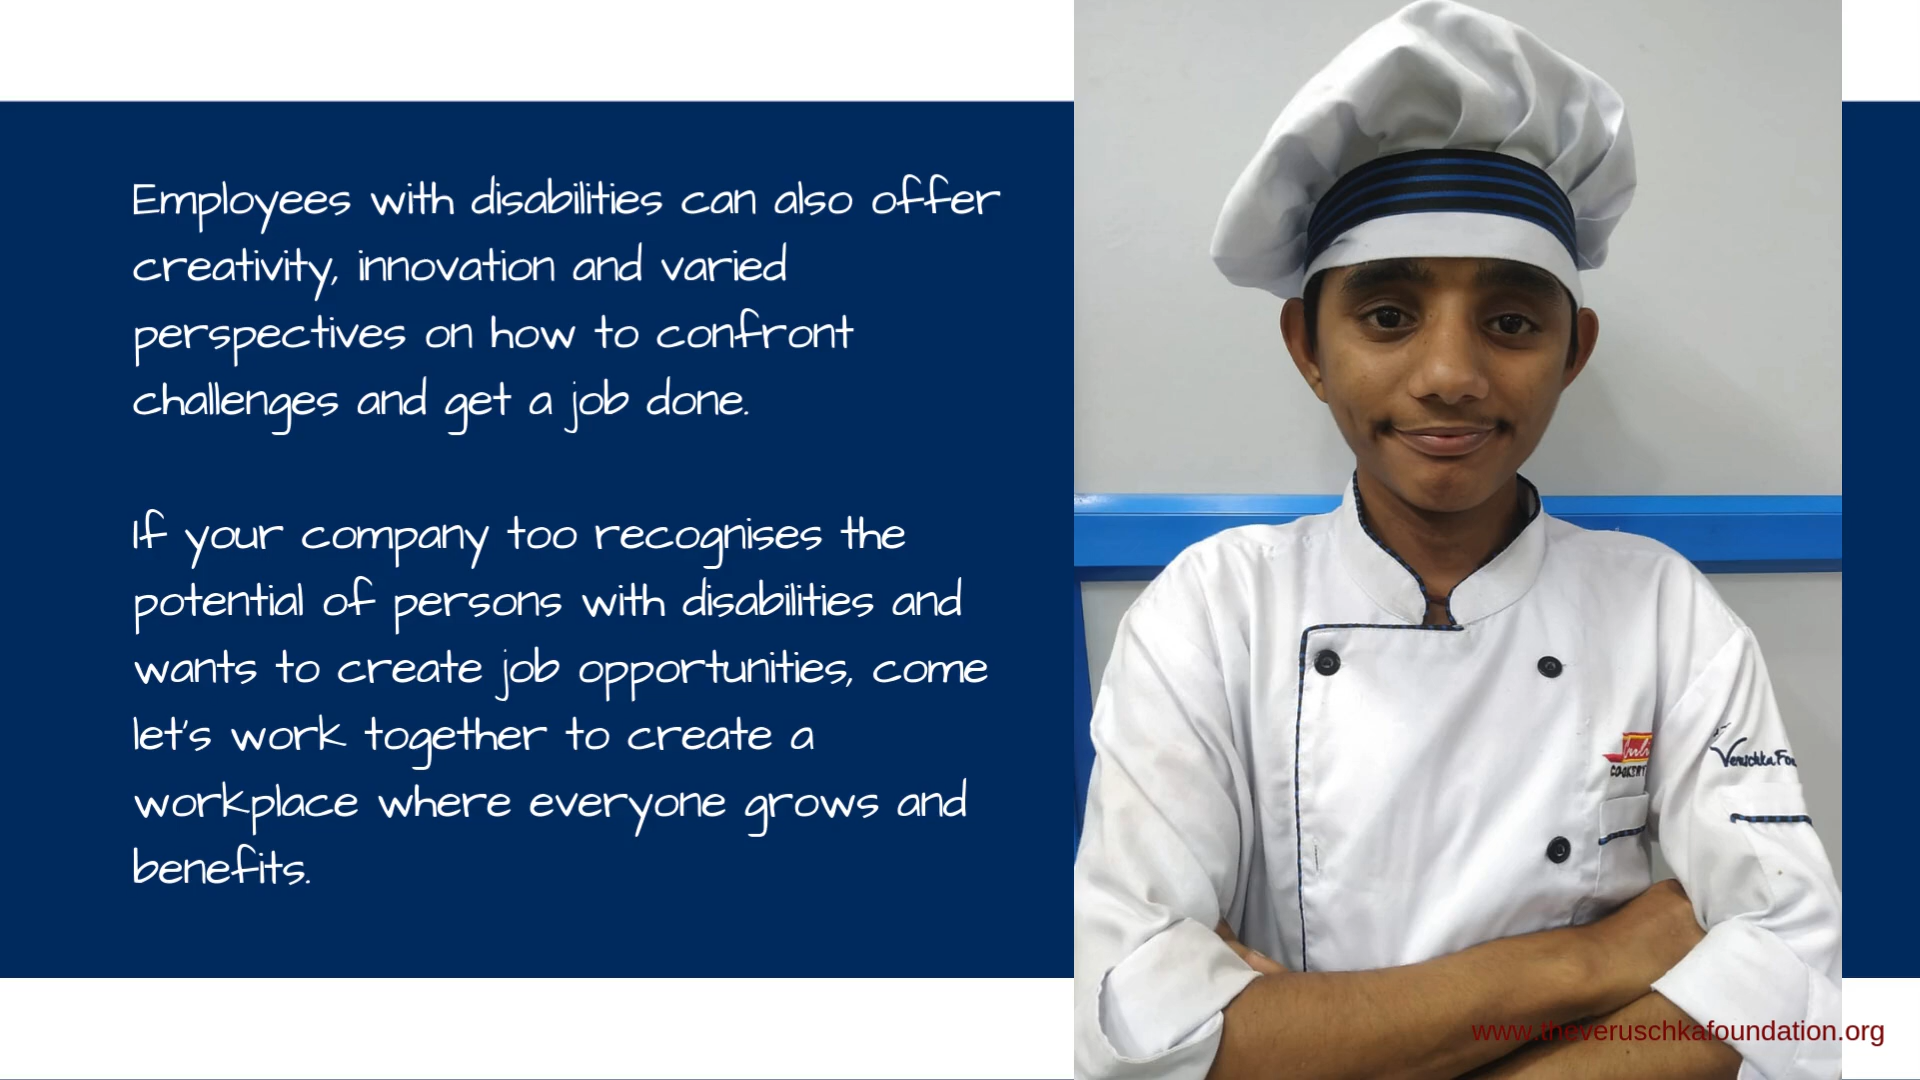 Employees with disabilities can also offer
creativity, innovation and varied
perspectives on how to confront
challenges and get a job done.
If your company too recognises the
potential of persons with disabilities and
wants to create job opportunities, come
let's work together to create a
workplace where everyone grows and
benefits.
Veruschka
www.theveruschkafoundation.org